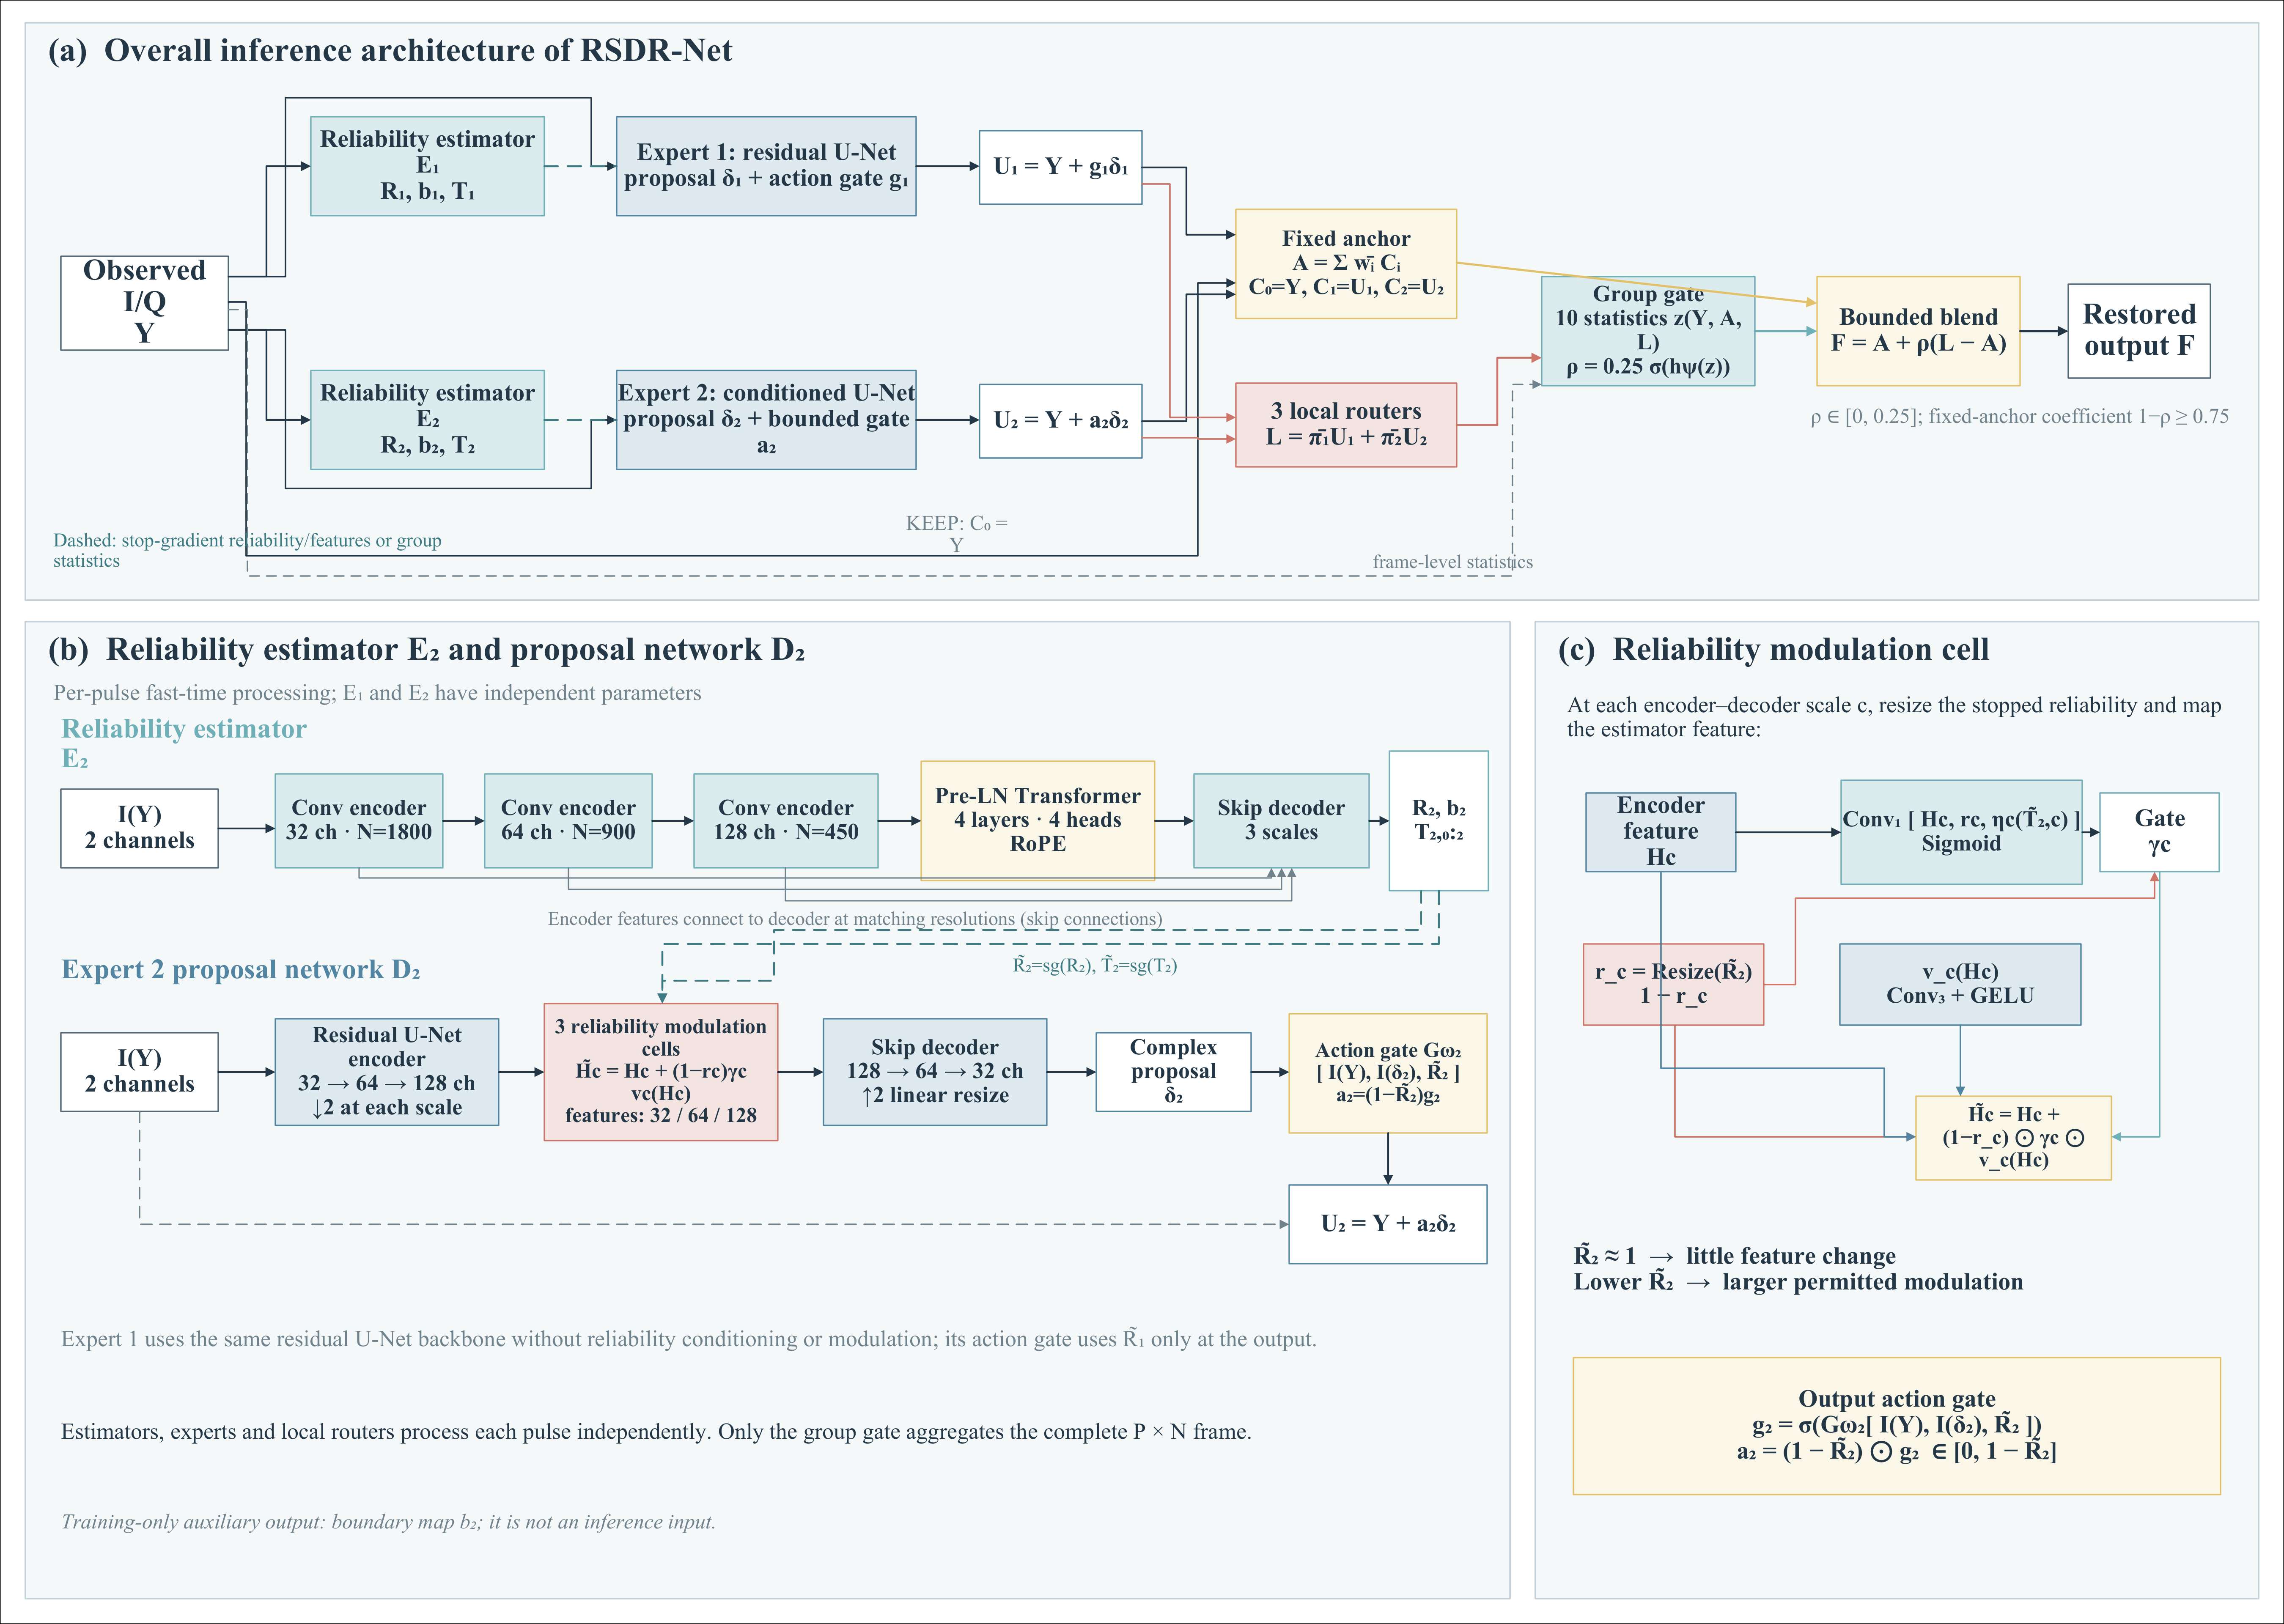 (a) Overall inference architecture of RSDR-Net
Observed
I/Q
Y
Reliability estimator
E₁
R₁, b₁, T₁
Expert 1: residual U-Net
proposal δ₁ + action gate g₁
U₁ = Y + g₁δ₁
Reliability estimator
E₂
R₂, b₂, T₂
Expert 2: conditioned U-Net
proposal δ₂ + bounded gate
a₂
U₂ = Y + a₂δ₂
Fixed anchor
A = Σ w̄ᵢ Cᵢ
C₀=Y, C₁=U₁, C₂=U₂
3 local routers
L = π̄₁U₁ + π̄₂U₂
Group gate
10 statistics z(Y, A,
L)
ρ = 0.25 σ(hψ(z))
Bounded blend
F = A + ρ(L − A)
Restored
output F
ρ ∈ [0, 0.25]; fixed-anchor coefficient 1−ρ ≥ 0.75
KEEP: C₀ =
Y
Dashed: stop-gradient reliability/features or group
statistics
frame-level statistics
(b) Reliability estimator E₂ and proposal network D₂
Per-pulse fast-time processing; E₁ and E₂ have independent parameters
Reliability estimator
E₂
I(Y)
2 channels
Conv encoder
32 ch · N=1800
Conv encoder
64 ch · N=900
Conv encoder
128 ch · N=450
Pre-LN Transformer
4 layers · 4 heads
RoPE
Skip decoder
3 scales
R₂, b₂
T₂,₀:₂
Encoder features connect to decoder at matching resolutions (skip connections)
R̃₂=sg(R₂), T̃₂=sg(T₂)
Expert 2 proposal network D₂
I(Y)
2 channels
Residual U-Net
encoder
32 → 64 → 128 ch
↓2 at each scale
3 reliability modulation
cells
H̃c = Hc + (1−rc)γc
vc(Hc)
features: 32 / 64 / 128
Skip decoder
128 → 64 → 32 ch
↑2 linear resize
Complex
proposal
δ₂
Action gate Gω₂
[ I(Y), I(δ₂), R̃₂ ]
a₂=(1−R̃₂)g₂
U₂ = Y + a₂δ₂
Expert 1 uses the same residual U-Net backbone without reliability conditioning or modulation; its action gate uses R̃₁ only at the output.
Estimators, experts and local routers process each pulse independently. Only the group gate aggregates the complete P × N frame.
Training-only auxiliary output: boundary map b₂; it is not an inference input.
(c) Reliability modulation cell
At each encoder–decoder scale c, resize the stopped reliability and map
the estimator feature:
Encoder
feature
Hc
Conv₁ [ Hc, rc, ηc(T̃₂,c) ]
Sigmoid
Gate
γc
r_c = Resize(R̃₂)
1 − r_c
v_c(Hc)
Conv₃ + GELU
H̃c = Hc +
(1−r_c) ⊙ γc ⊙
v_c(Hc)
R̃₂ ≈ 1 → little feature change
Lower R̃₂ → larger permitted modulation
Output action gate
g₂ = σ(Gω₂[ I(Y), I(δ₂), R̃₂ ])
a₂ = (1 − R̃₂) ⊙ g₂ ∈ [0, 1 − R̃₂]